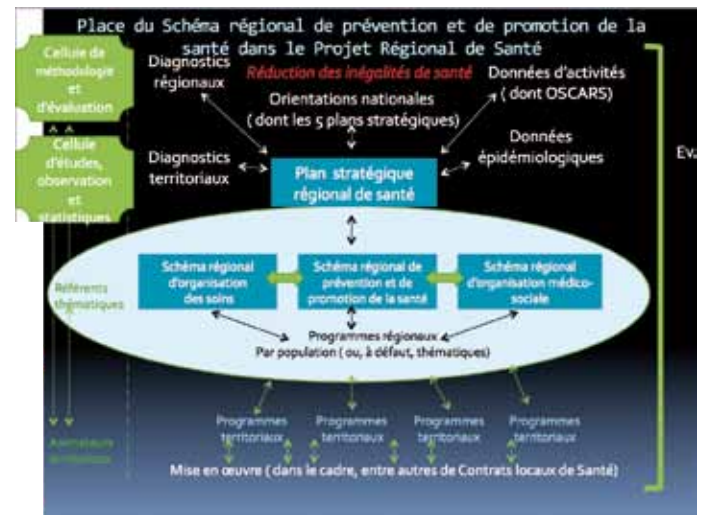 Place du Schéma régional de prévention et de promotion de la
santé dans le Projet Régional de Santé
Cellule de
méthodologie
et
d'évaluation
Diagnostics
régionaux
Réduction des inégalités de santé
Orientations nationales
( dont les 5 plans stratégiques)
Données d'activités
( dont OSCARS)
Cellule
d'études,
observation
et
statistiques
Diagnostics
territoriaux
Plan stratégique
régional de santé
Données
épidémiologiques
Schéma régional
d'organisation
des soins
Schéma régional de
prévention et de
promotion de la santé
Schéma régional
d'organisation médico-
sociale
Référents
thématiques
Programmes régionaux
Par population ( ou, à défaut, thématiques)
Programmes
territoriaux
Programmes
territoriaux
Programmes
territoriaux
Programmes
territoriaux
Mise en œuvre ( dans le cadre, entre autres de Contrats locaux de Santé)